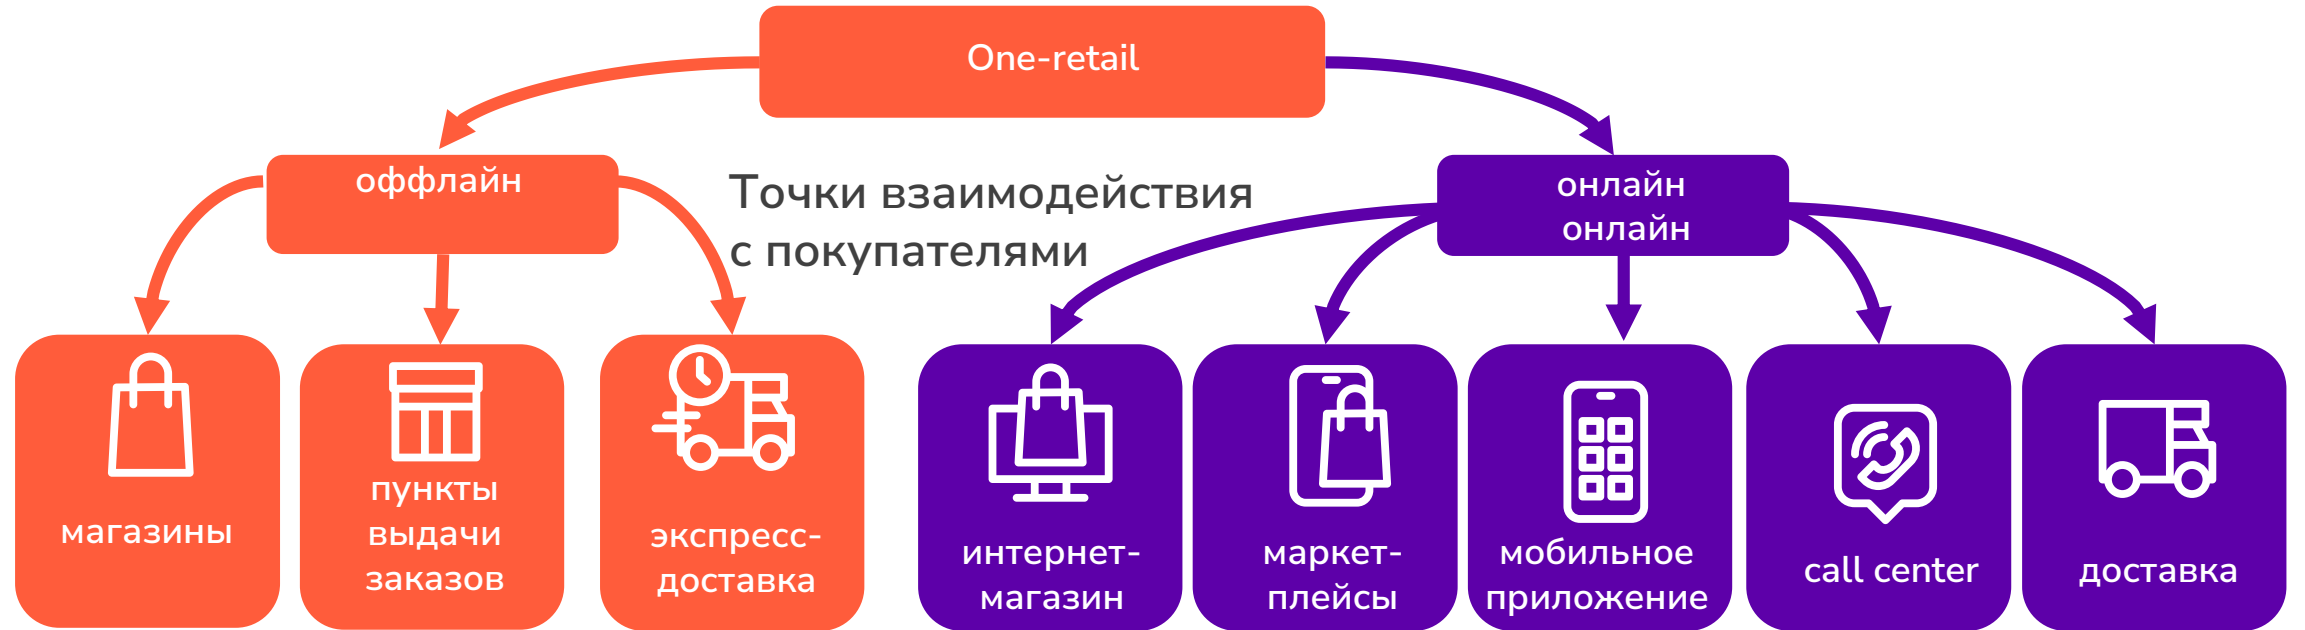 One-retail
оффлайн
Точки взаимодействия
с покупателями
онлайн
онлайн
магазины
пункты
выдачи
заказов
экспресс-
доставка
интернет-
магазин
маркет-
плейсы
мобильное
приложение
call center
доставка